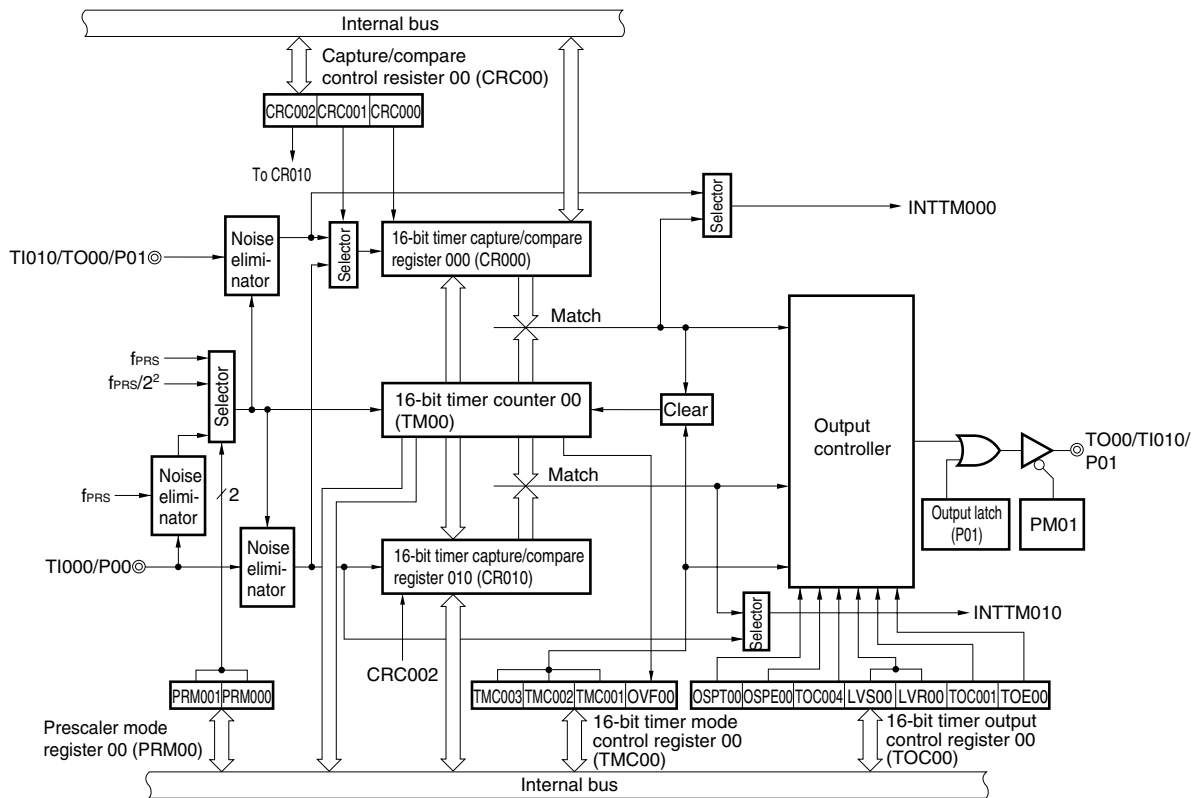 Internal bus
Capture/compare
control resister 00 (CRC00)
CRC002 CRC001 CRC000
To CR010
INTTM000
Selector
TI010/TO00/P01
Noise
elimi-
nator
Selector
16-bit timer capture/compare
register 000 (CR000)
Match
fPRS
fPRS/2²
Selector
16-bit timer counter 00
(TM00)
Clear
Output
controller
TO00/TI010/
P01
fPRS
Noise
elimi-
nator
2
Match
Output latch
(P01)
PM01
TI000/P00
Noise
elimi-
nator
16-bit timer capture/compare
register 010 (CR010)
Selector
INTTM010
CRC002
PRM001 PRM000
TMC003 TMC002 TMC001 OVF00
OSPT00 OSPE00 TOC004 LVS00 LVR00 TOC001 TOE00
Prescaler mode
register 00 (PRM00)
16-bit timer mode
control register 00
(TMC00)
16-bit timer output
control register 00
(TOC00)
Internal bus